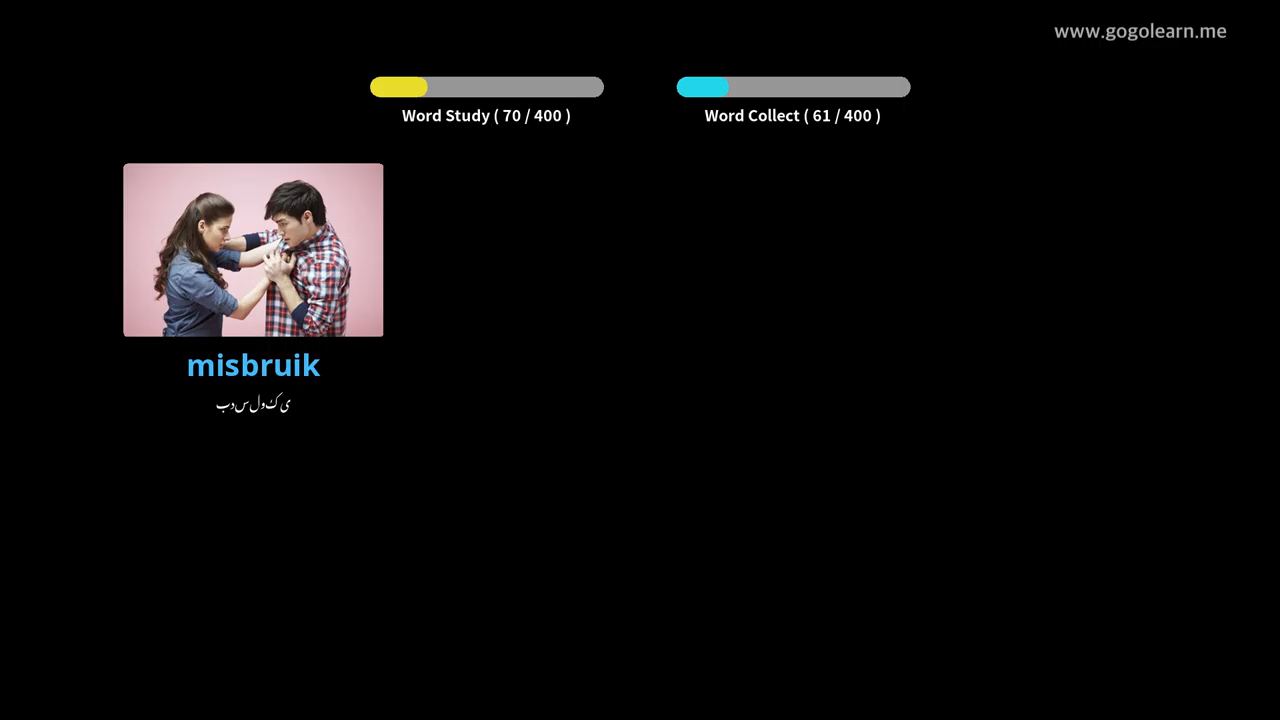 www.gogolearn.me
Word Study ( 70 / 400 )
Word Collect ( 61 / 400 )
misbruik
بدسلوکی